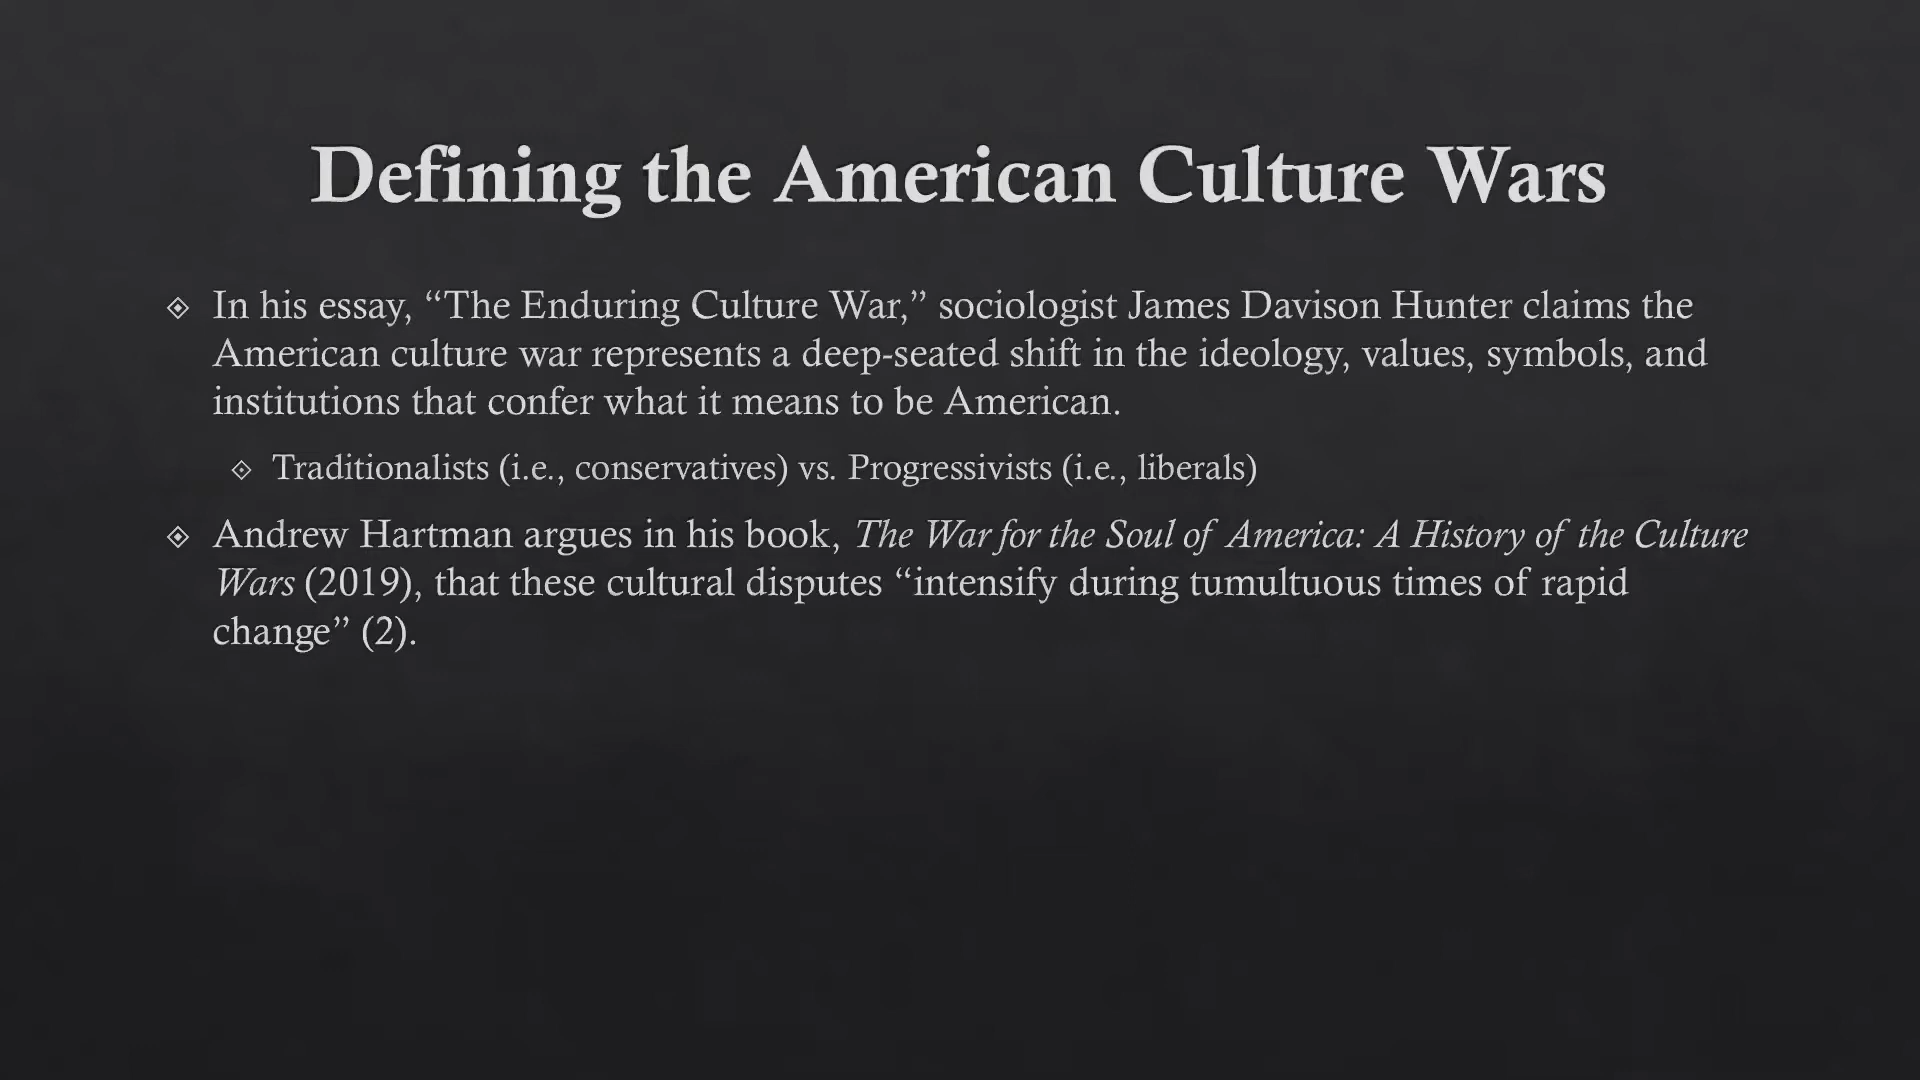 Defining the American Culture Wars
In his essay, “The Enduring Culture War,” sociologist James Davison Hunter claims the
American culture war represents a deep-seated shift in the ideology, values, symbols, and
institutions that confer what it means to be American.
Traditionalists (i.e., conservatives) vs. Progressivists (i.e., liberals)
Andrew Hartman argues in his book, The War for the Soul of America: A History of the Culture
Wars (2019), that these cultural disputes “intensify during tumultuous times of rapid
change” (2).